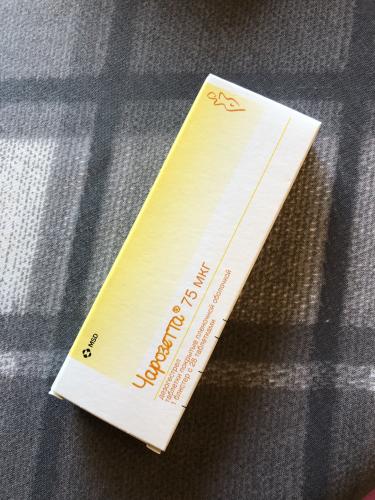 Чарозетта® 75 мкг
дезогестрел
таблетки покрытые пленочной оболочкой
1 блистер с 28 таблетками
MSD